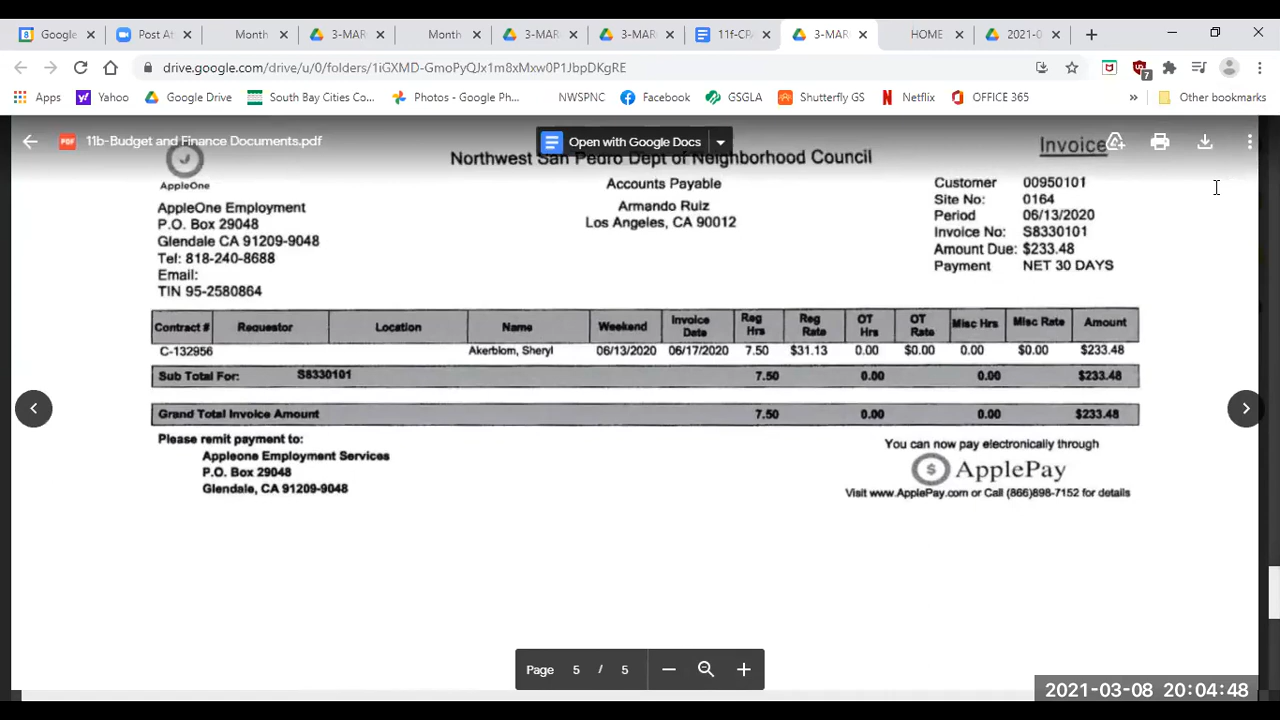 Google
Post At
Month
3-MAR
Month
3-MAR
3-MAR
11f-CR
3-MAR
HOME
2021-0
drive.google.com/drive/u/0/folders/1iGXMD-GmoPyQJx1m8xMxw0P1JbpDKgRE
Apps
Yahoo
Google Drive
South Bay Cities Co...
Photos - Google Ph...
NWSPNC
Facebook
GSGLA
Shutterfly GS
Netflix
OFFICE 365
»
Other bookmarks
11b-Budget and Finance Documents.pdf
Open with Google Docs
Invoice
Northwest San Pedro Dept of Neighborhood Council
AppleOne
Accounts Payable
Armando Ruiz
Los Angeles, CA 90012
Customer 00950101
Site No: 0164
Period 06/13/2020
Invoice No: S8330101
Amount Due: $233.48
Payment NET 30 DAYS
AppleOne Employment
P.O. Box 29048
Glendale CA 91209-9048
Tel: 818-240-8688
Email:
TIN 95-2580864
Contract # Requestor Location Name Weekend Invoice Date Reg Hrs Reg Rate OT Hrs OT Rate Misc Hrs Misc Rate Amount
C-132956 Akerblom, Sheryl 06/13/2020 06/17/2020 7.50 $31.13 0.00 $0.00 0.00 $0.00 $233.48
Sub Total For: S8330101 7.50 0.00 0.00 $233.48
Grand Total Invoice Amount 7.50 0.00 0.00 $233.48
Please remit payment to:
Appleone Employment Services
P.O. Box 29048
Glendale, CA 91209-9048
You can now pay electronically through
$ ApplePay
Visit www.ApplePay.com or Call (866)898-7152 for details
Page 5 / 5
2021-03-08 20:04:48